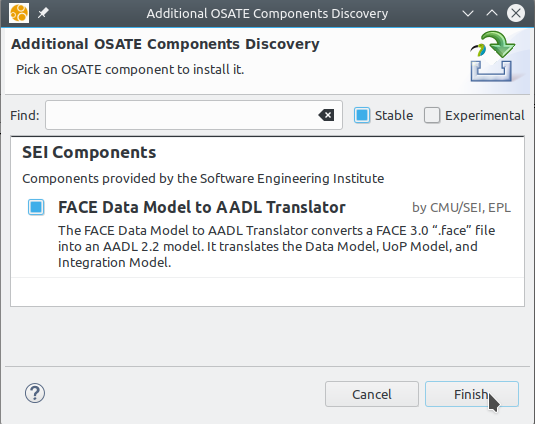 Additional OSATE Components Discovery
Additional OSATE Components Discovery
Pick an OSATE component to install it.
Find:
Stable
Experimental
SEI Components
Components provided by the Software Engineering Institute
FACE Data Model to AADL Translator
by CMU/SEI, EPL
The FACE Data Model to AADL Translator converts a FACE 3.0 “.face” file
into an AADL 2.2 model. It translates the Data Model, UoP Model, and
Integration Model.
?
Cancel
Finish